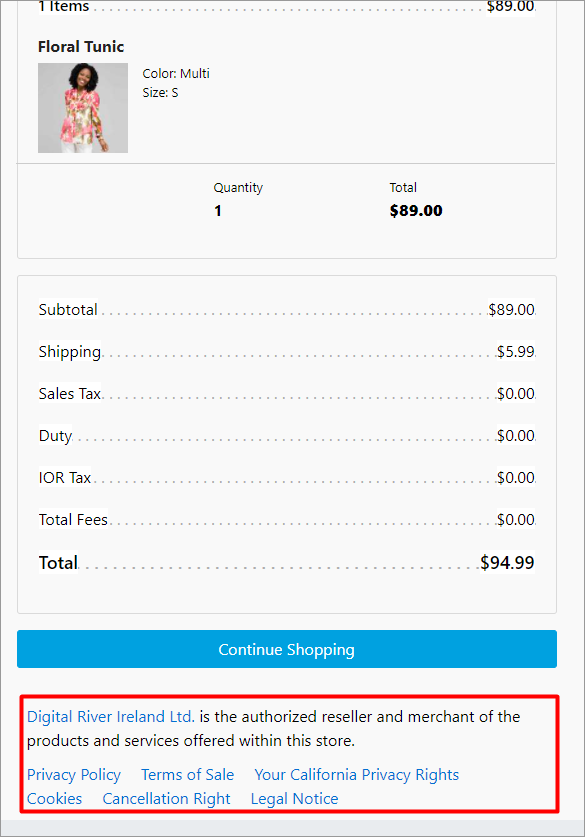 1 Items $89.00
Floral Tunic
Color: Multi
Size: S
Quantity Total
1 $89.00
Subtotal $89.00
Shipping $5.99
Sales Tax $0.00
Duty $0.00
IOR Tax $0.00
Total Fees $0.00
Total $94.99
Continue Shopping
Digital River Ireland Ltd. is the authorized reseller and merchant of the
products and services offered within this store.
Privacy Policy Terms of Sale Your California Privacy Rights
Cookies Cancellation Right Legal Notice